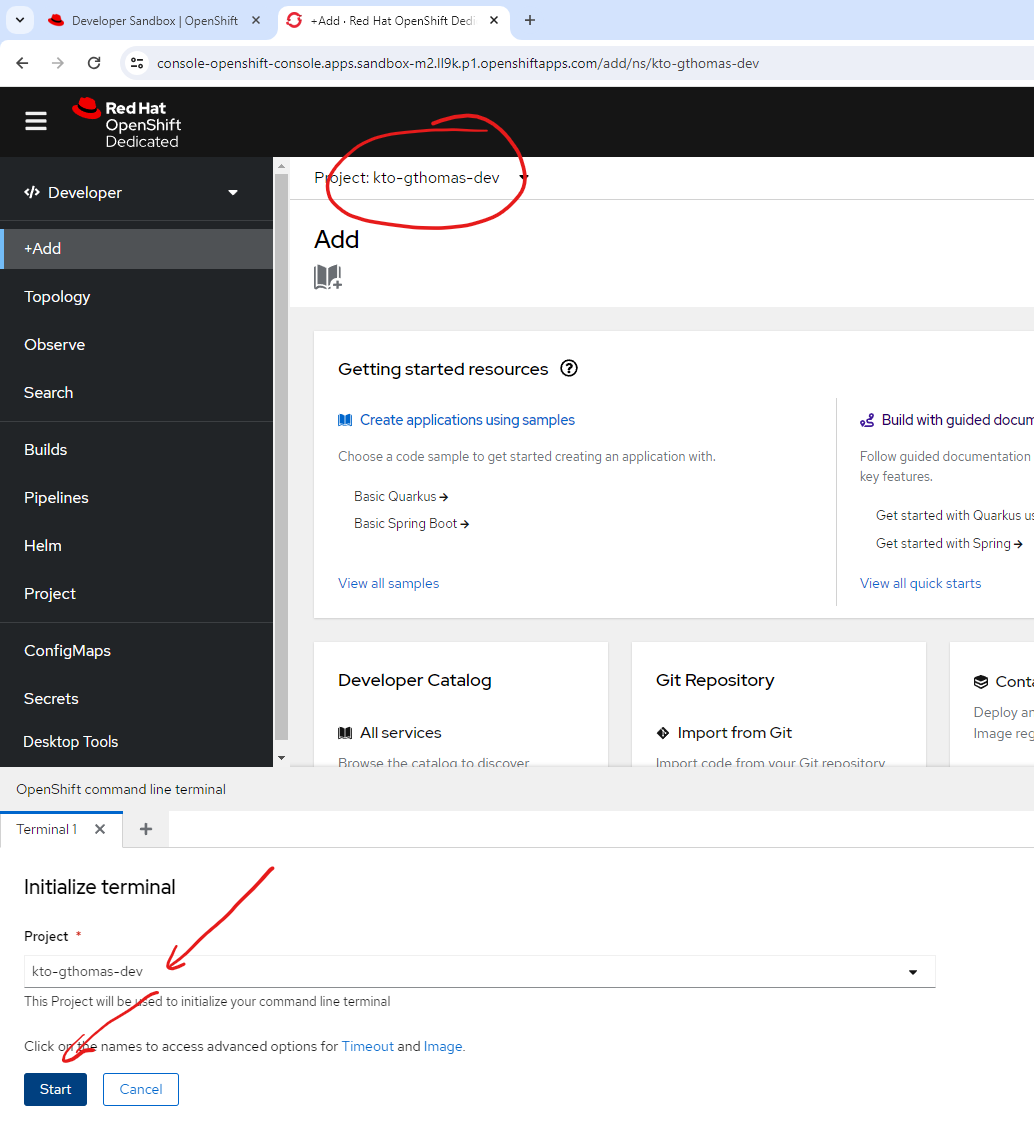 Developer Sandbox | OpenShift
+Add · Red Hat OpenShift Dedi
console-openshift-console.apps.sandbox-m2.ll9k.p1.openshiftapps.com/add/ns/kto-gthomas-dev
Red Hat
OpenShift
Dedicated
Developer
+Add
Topology
Observe
Search
Builds
Pipelines
Helm
Project
ConfigMaps
Secrets
Desktop Tools
Project: kto-gthomas-dev
Add
Getting started resources
Create applications using samples
Choose a code sample to get started creating an application with.
Basic Quarkus
Basic Spring Boot
View all samples
Build with guided docum
Follow guided documentation
key features.
Get started with Quarkus us
Get started with Spring
View all quick starts
Developer Catalog
All services
Browse the catalog to discover
Git Repository
Import from Git
Import code from your Git repository
Conta
Deploy an
Image reg
OpenShift command line terminal
Terminal 1
Initialize terminal
Project *
kto-gthomas-dev
This Project will be used to initialize your command line terminal
Click on the names to access advanced options for Timeout and Image.
Start
Cancel